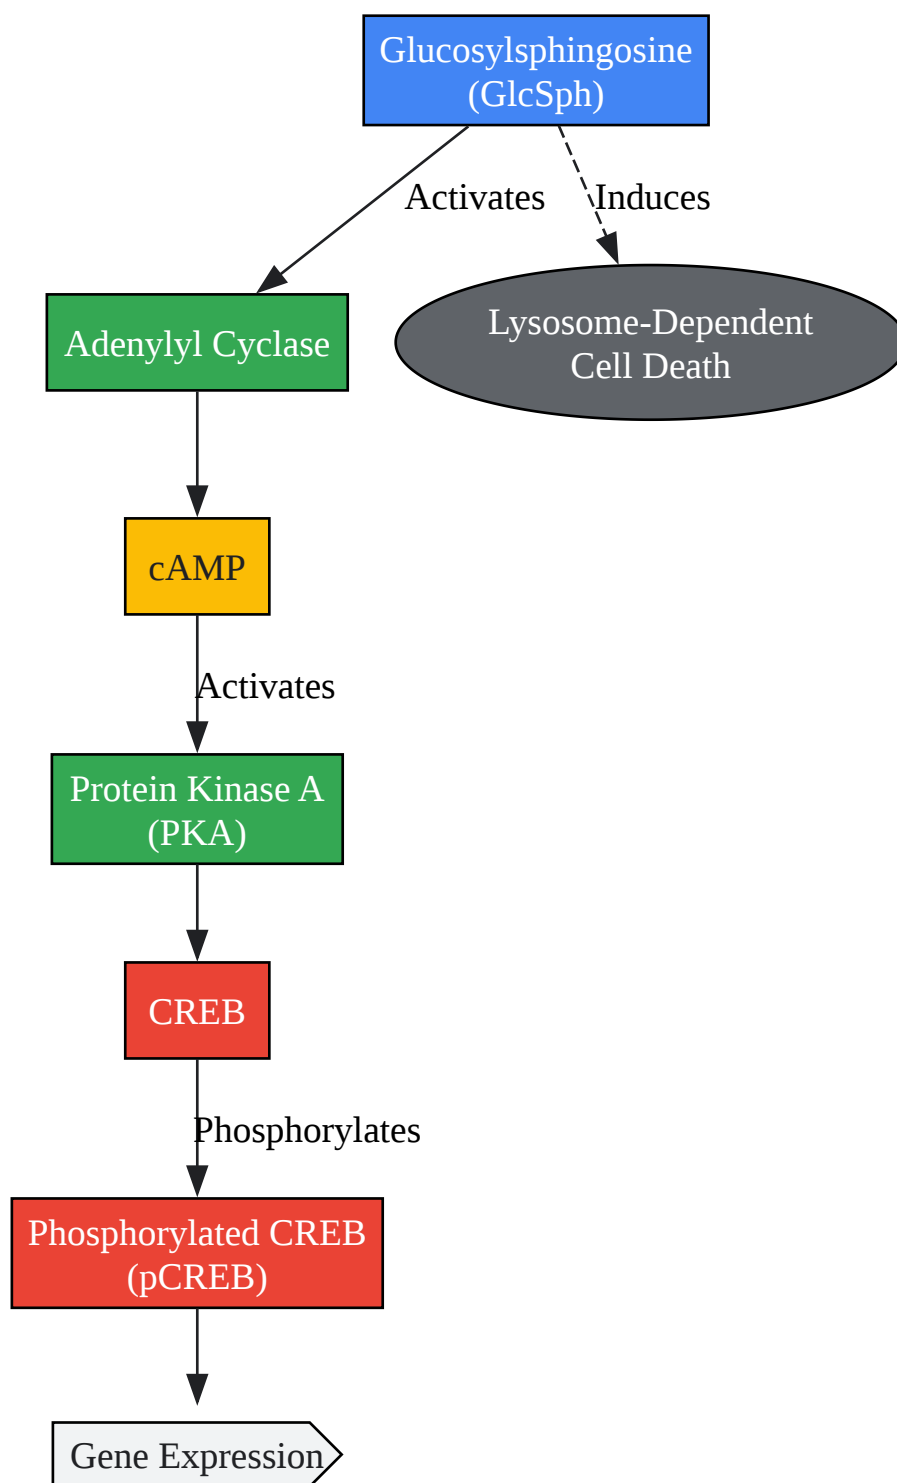 Glucosylsphingosine
(GlcSph)
Activates
Induces
Adenylyl Cyclase
Lysosome-Dependent
Cell Death
cAMP
Activates
Protein Kinase A
(PKA)
CREB
Phosphorylates
Phosphorylated CREB
(pCREB)
Gene Expression